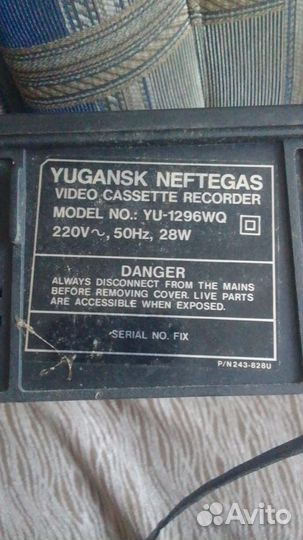 YUGANSK NEFTEGAS
VIDEO CASSETTE RECORDER
MODEL NO.: YU-1296WQ
220V~, 50Hz, 28W
DANGER
ALWAYS DISCONNECT FROM THE MAINS
BEFORE REMOVING COVER. LIVE PARTS
ARE ACCESSIBLE WHEN EXPOSED.
SERIAL NO. FIX
P/N243-828U
Avito